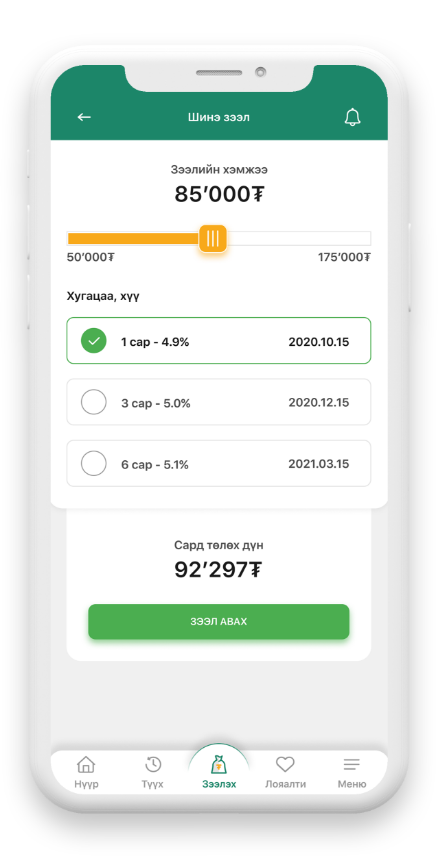 Шинэ зээл
Зээлийн хэмжээ
85'000₮
50'000₮ 175'000₮
Хугацаа, хүү
1 сар - 4.9% 2020.10.15
3 сар - 5.0% 2020.12.15
6 сар - 5.1% 2021.03.15
Сард төлөх дүн
92'297₮
ЗЭЭЛ АВАХ
Нүүр Түүх Зээлэх Лояалти Меню